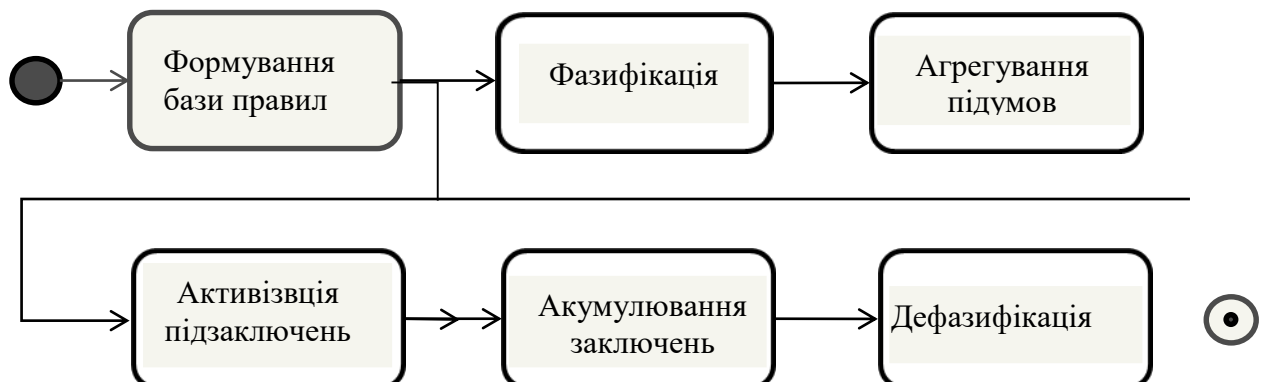 Формування
бази правил
Фазифікація
Агрегування
підумов
Активізвція
підзаключень
Акумулювання
заключень
Дефазифікація